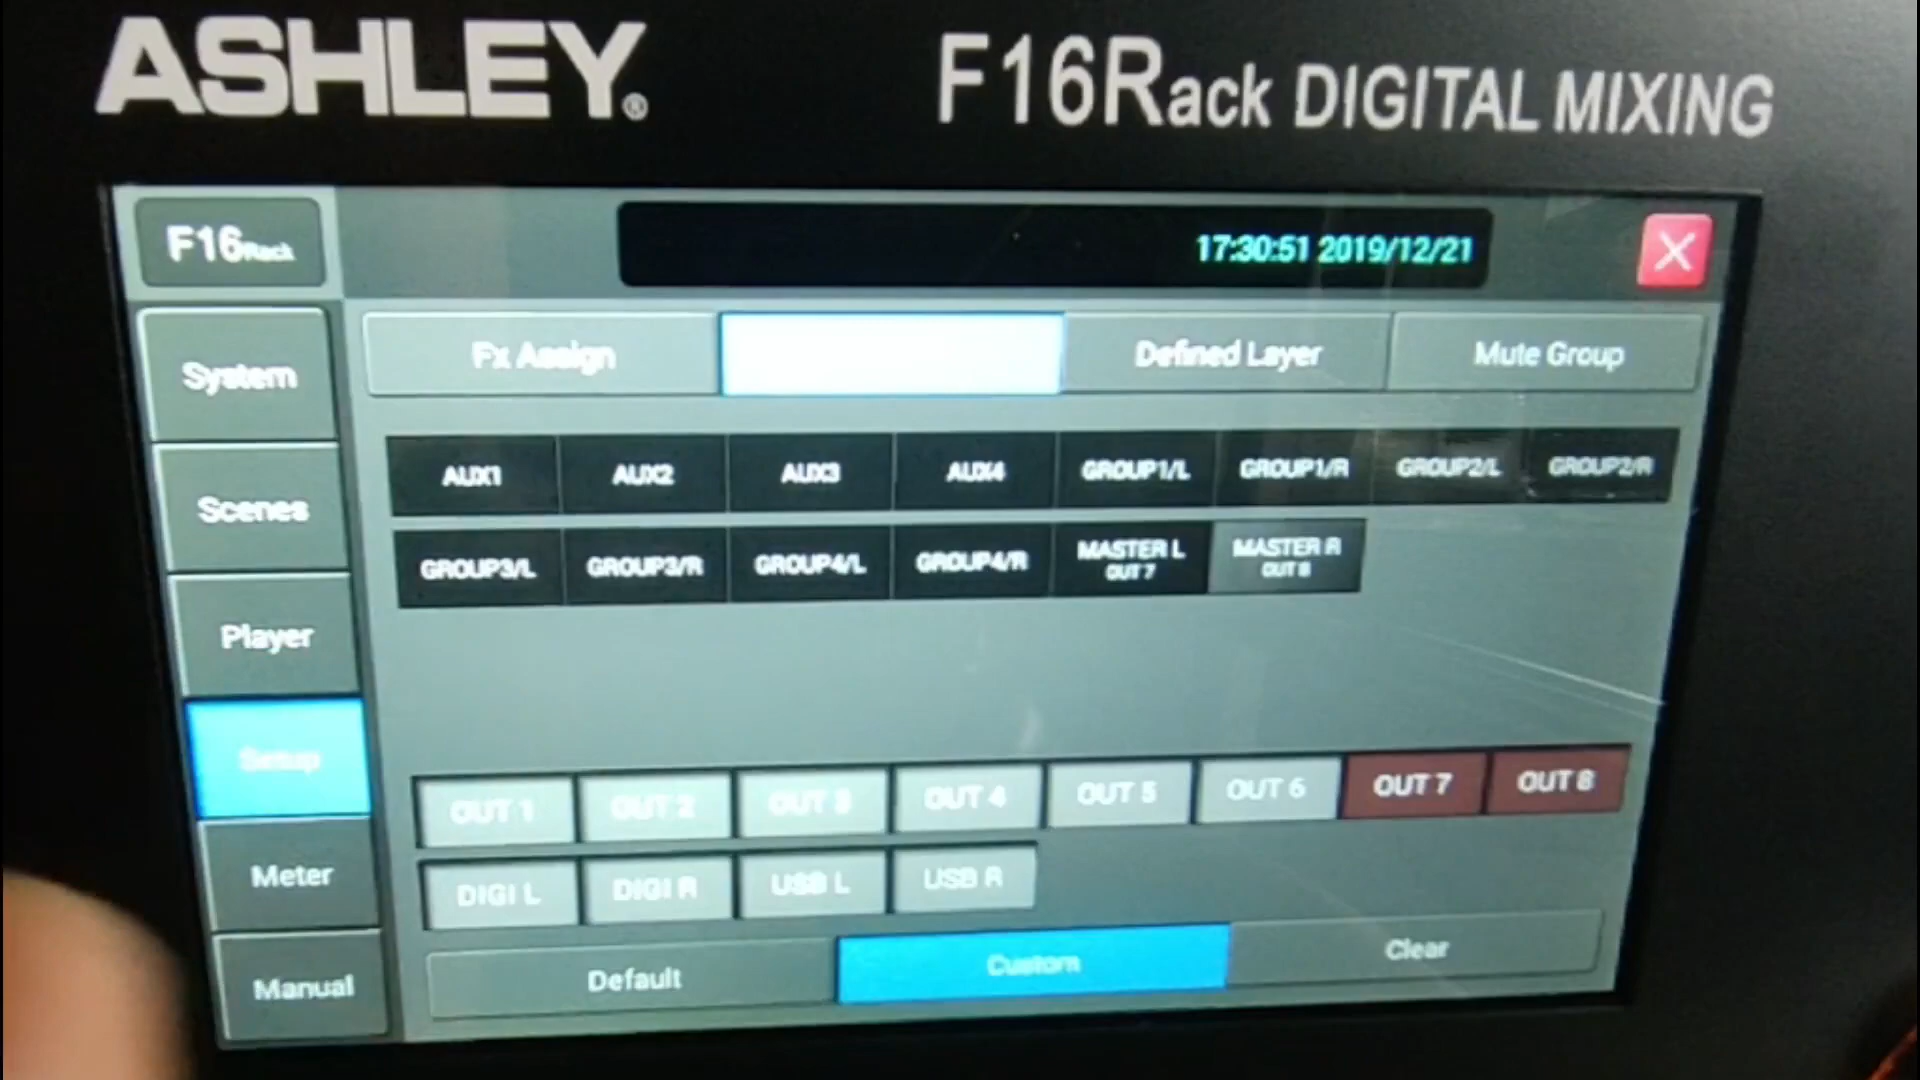 ASHLEY®
F16Rack DIGITAL MIXING
F16Rack
17:30:51 2019/12/21
System
Scenes
Player
Setup
Meter
Manual
Fx Assign
Defined Layer
Mute Group
AUX1 AUX2 AUX3 AUX4 GROUP1/L GROUP1/R GROUP2/L GROUP2/R
GROUP3/L GROUP3/R GROUP4/L GROUP4/R MASTER L MASTER R
OUT 7 OUT 8
OUT 1 OUT 2 OUT 3 OUT 4 OUT 5 OUT 6 OUT 7 OUT 8
DIGI L DIGI R USB L USB R
Default Custom Clear